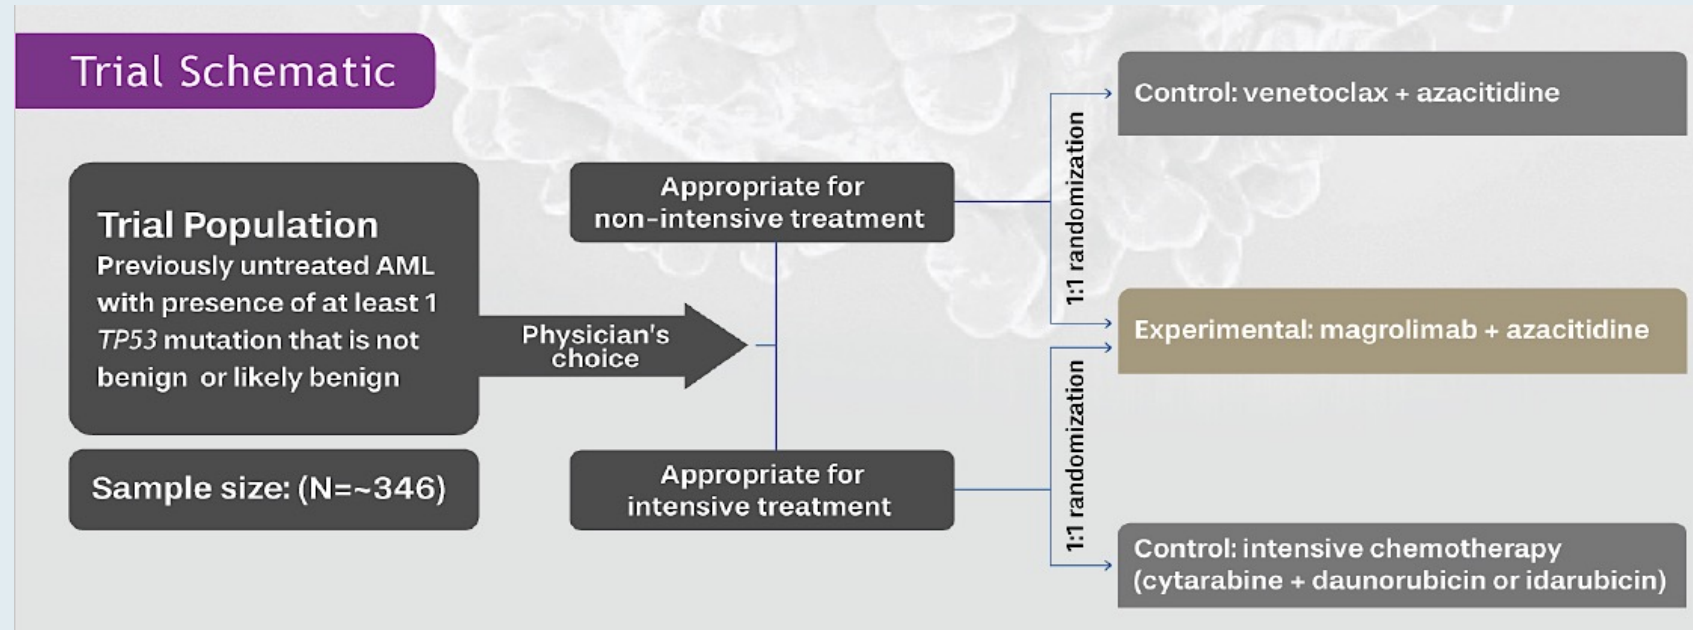 Trial Schematic
Trial Population
Previously untreated AML
with presence of at least 1
TP53 mutation that is not
benign or likely benign
Sample size: (N=~346)
Physician's
choice
Appropriate for
non-intensive treatment
Appropriate for
intensive treatment
1:1 randomization
1:1 randomization
Control: venetoclax + azacitidine
Experimental: magrolimab + azacitidine
Control: intensive chemotherapy
(cytarabine + daunorubicin or idarubicin)